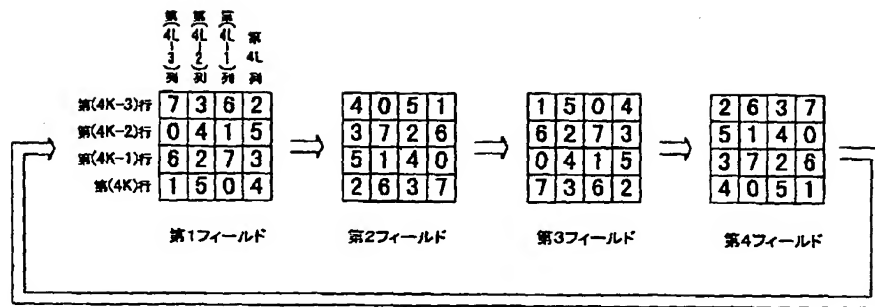 第(4L-3)列 第(4L-2)列 第(4L-1)列 第4L列
第(4K-3)行 7 3 6 2 4 0 5 1 1 5 0 4 2 6 3 7
第(4K-2)行 0 4 1 5 3 7 2 6 6 2 7 3 5 1 4 0
第(4K-1)行 6 2 7 3 5 1 4 0 0 4 1 5 3 7 2 6
第(4K)行 1 5 0 4 2 6 3 7 7 3 6 2 4 0 5 1
第1フィールド 第2フィールド 第3フィールド 第4フィールド